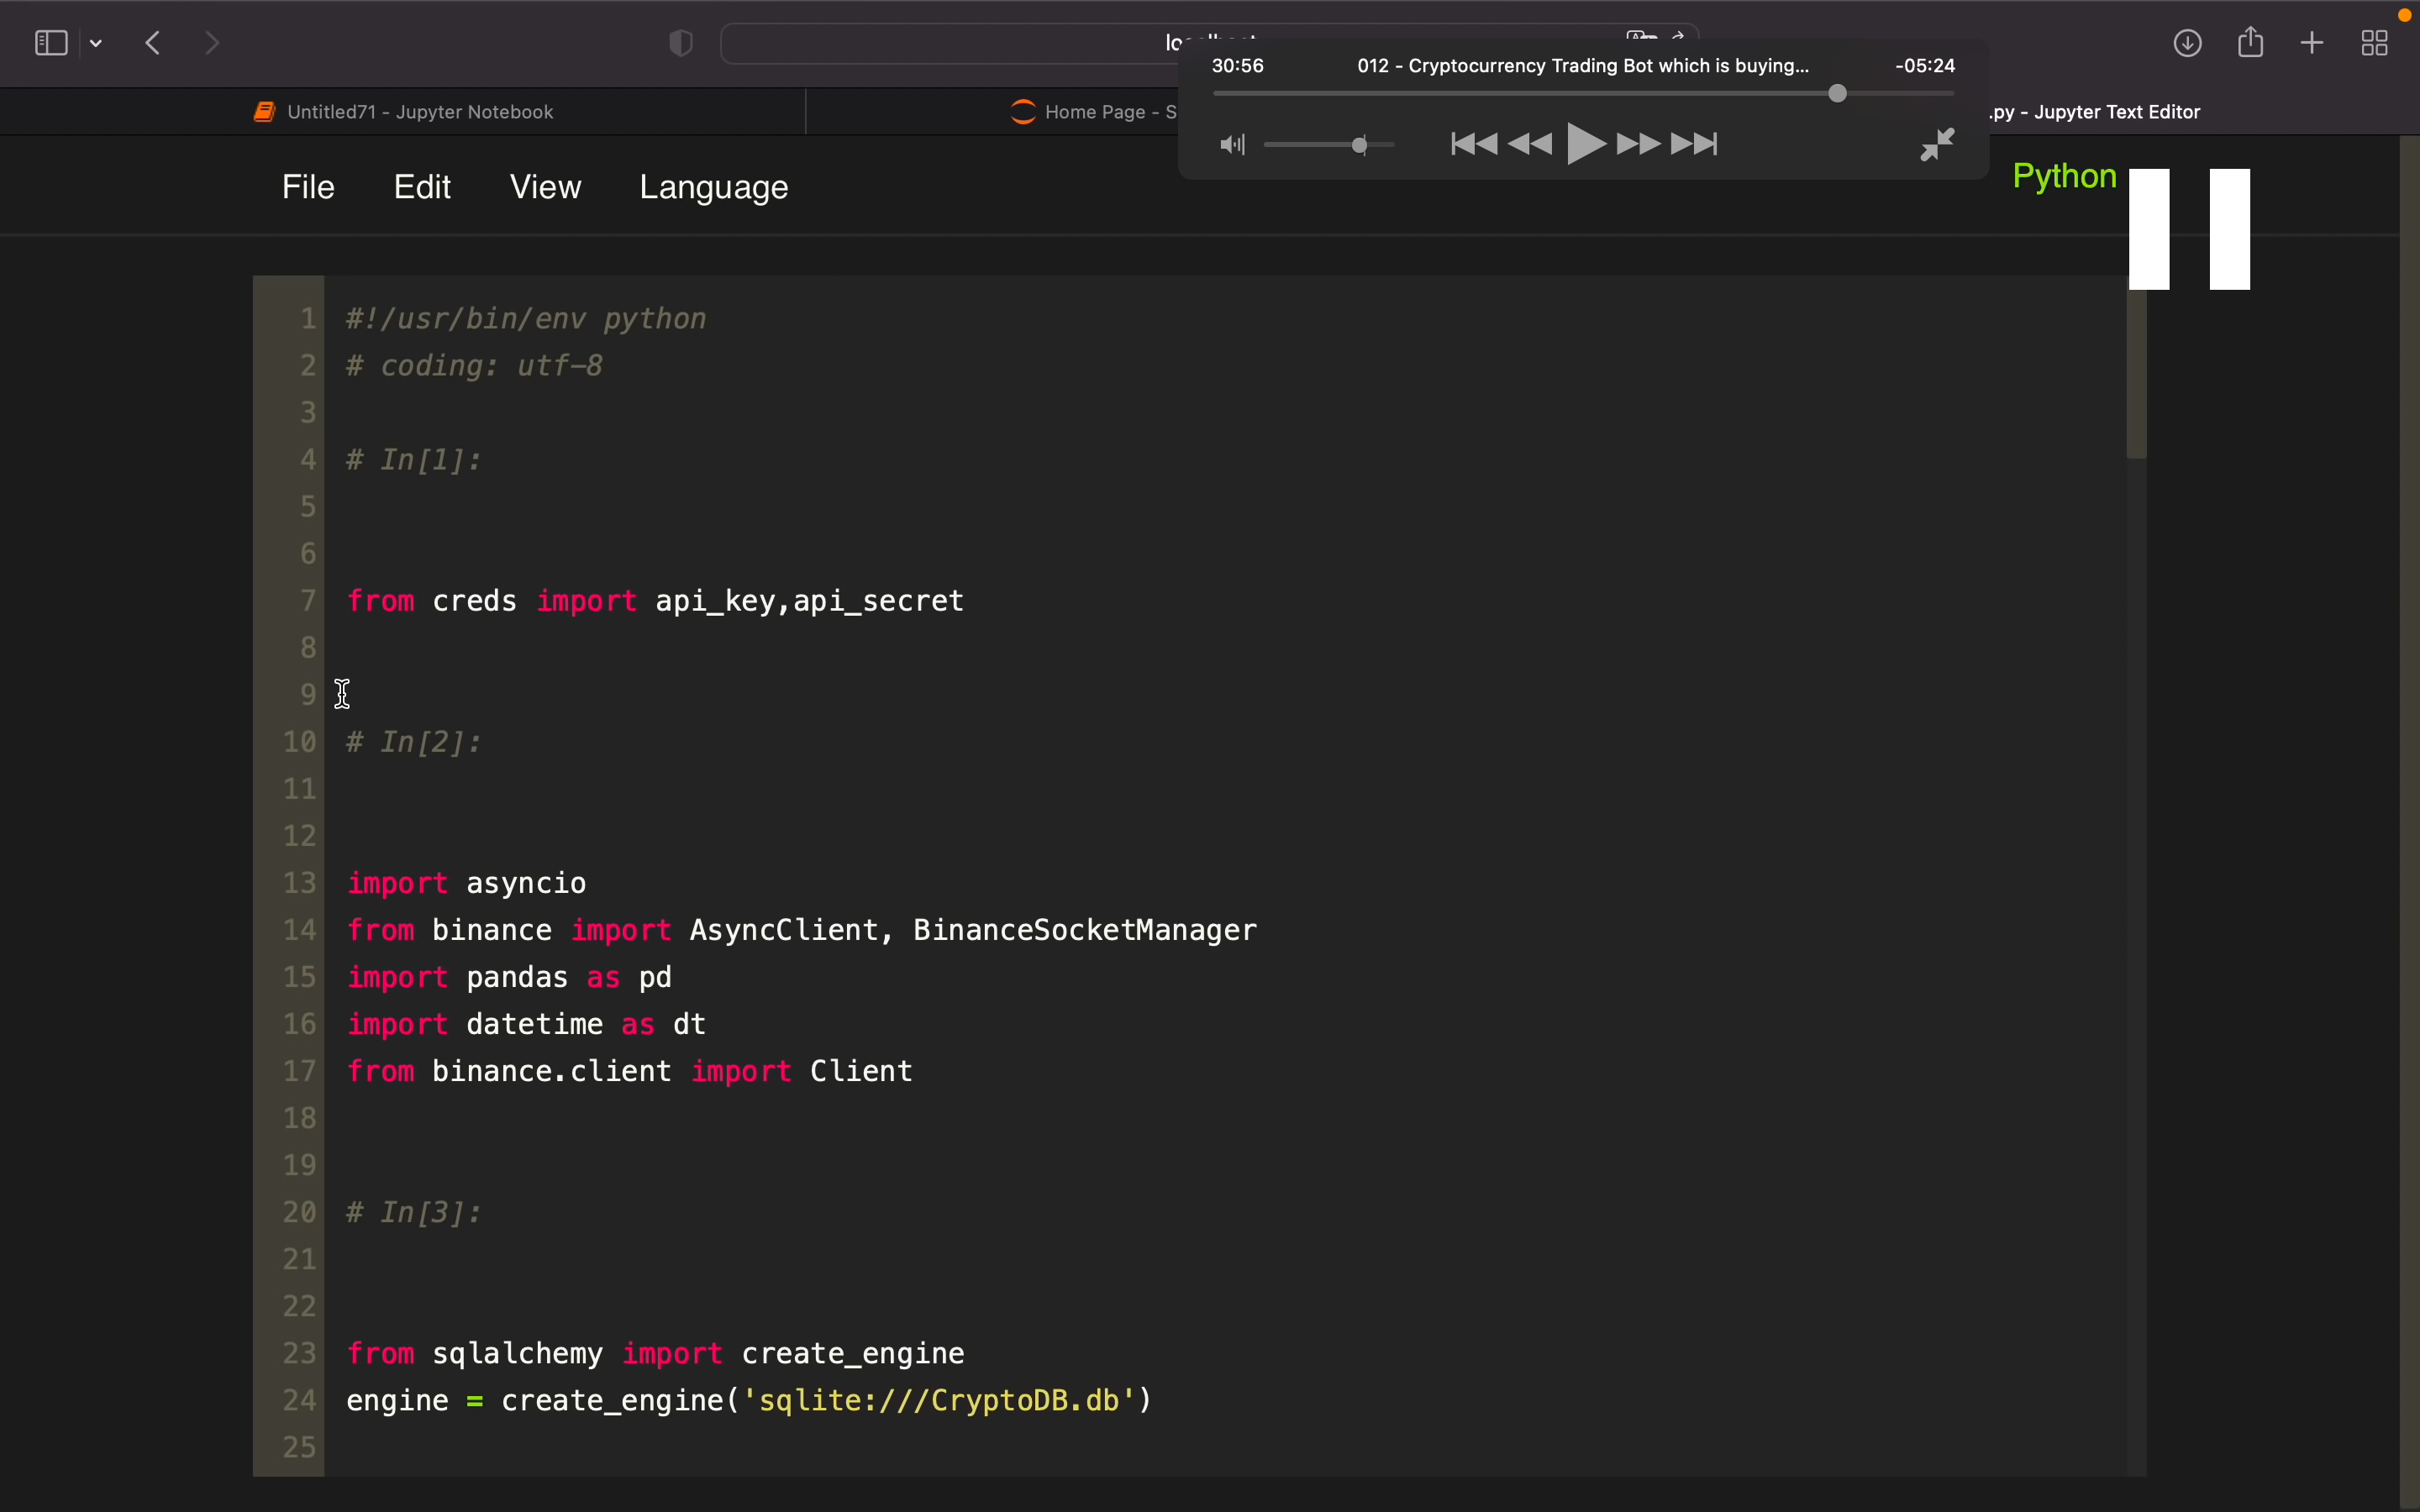 30:56 012 - Cryptocurrency Trading Bot which is buying... -05:24
Untitled71 - Jupyter Notebook
Home Page - S
.py - Jupyter Text Editor
File Edit View Language
Python
1 #!/usr/bin/env python
2 # coding: utf-8
3
4 # In[1]:
5
6
7 from creds import api_key,api_secret
8
9
10 # In[2]:
11
12
13 import asyncio
14 from binance import AsyncClient, BinanceSocketManager
15 import pandas as pd
16 import datetime as dt
17 from binance.client import Client
18
19
20 # In[3]:
21
22
23 from sqlalchemy import create_engine
24 engine = create_engine('sqlite:///CryptoDB.db')
25